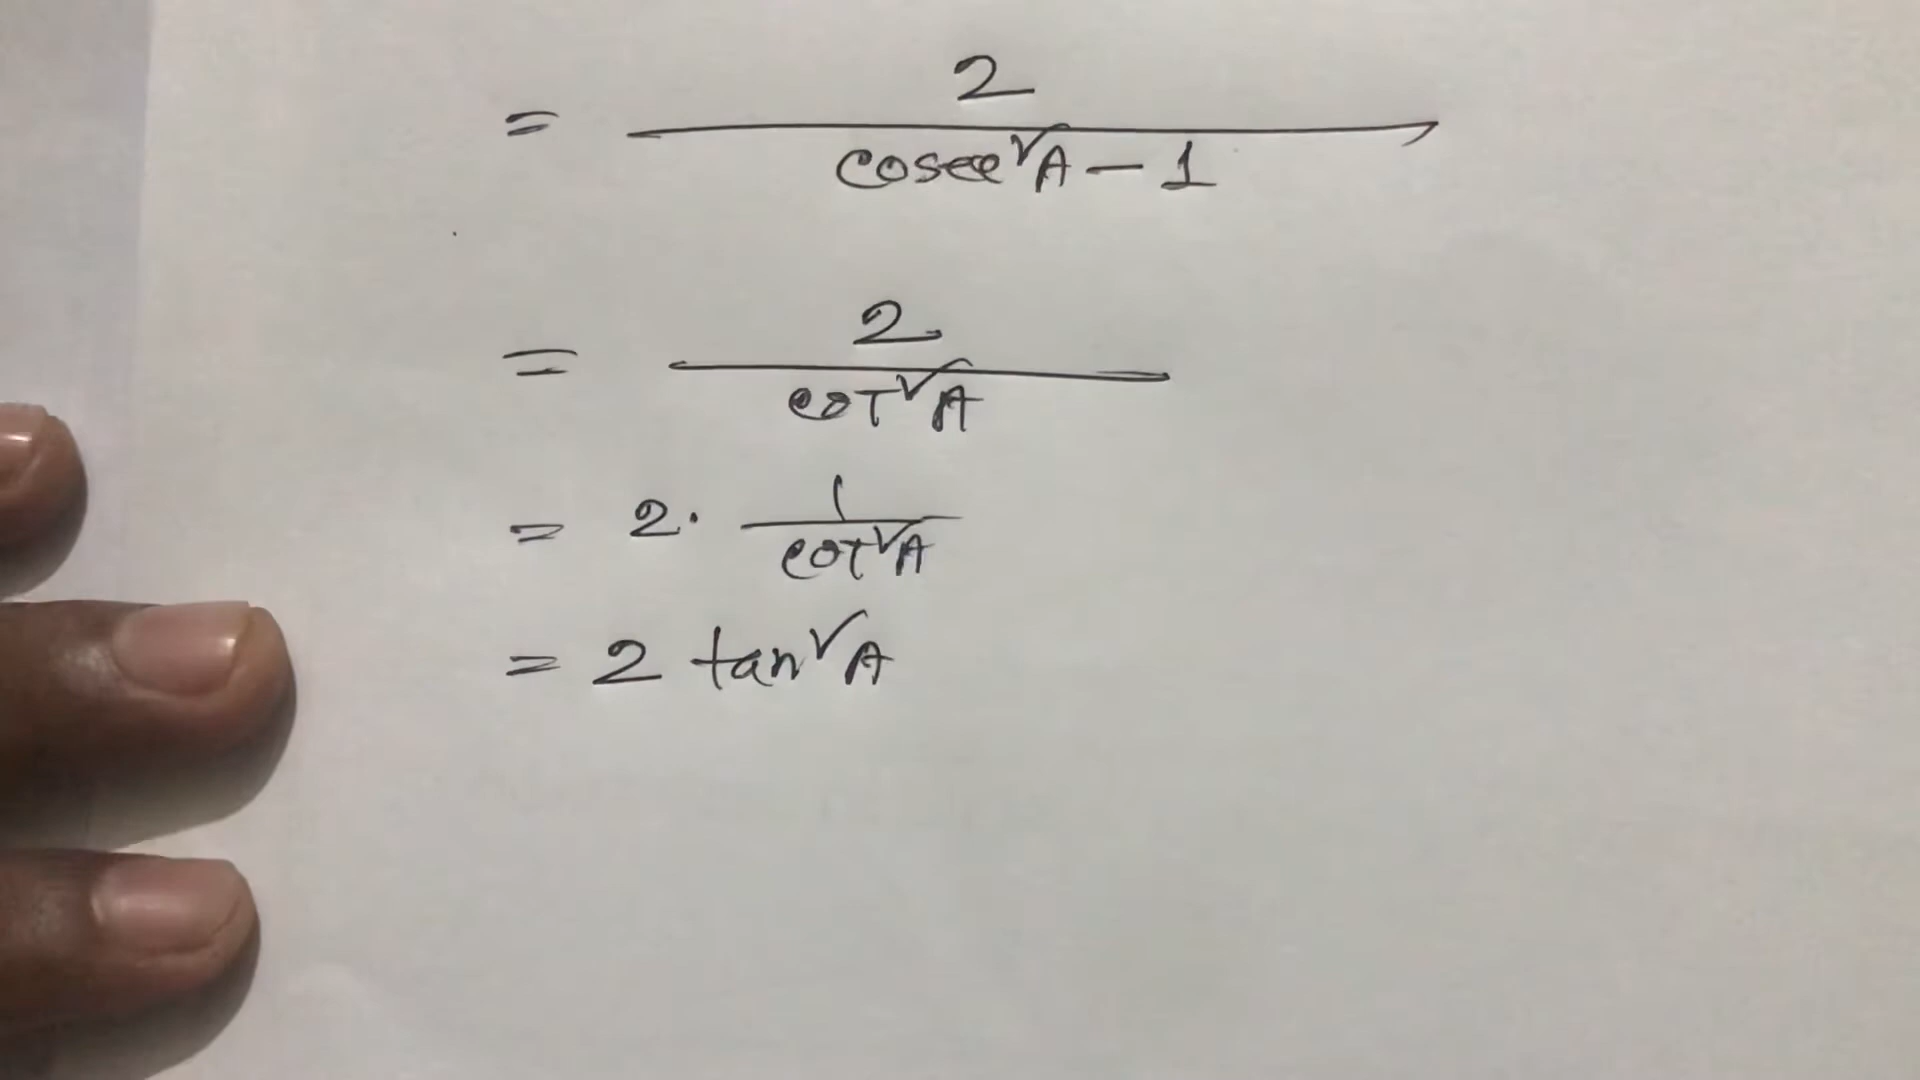 = 2 / cosec²A - 1
= 2 / cot²A
= 2 · 1 / cot²A
= 2 tan²A